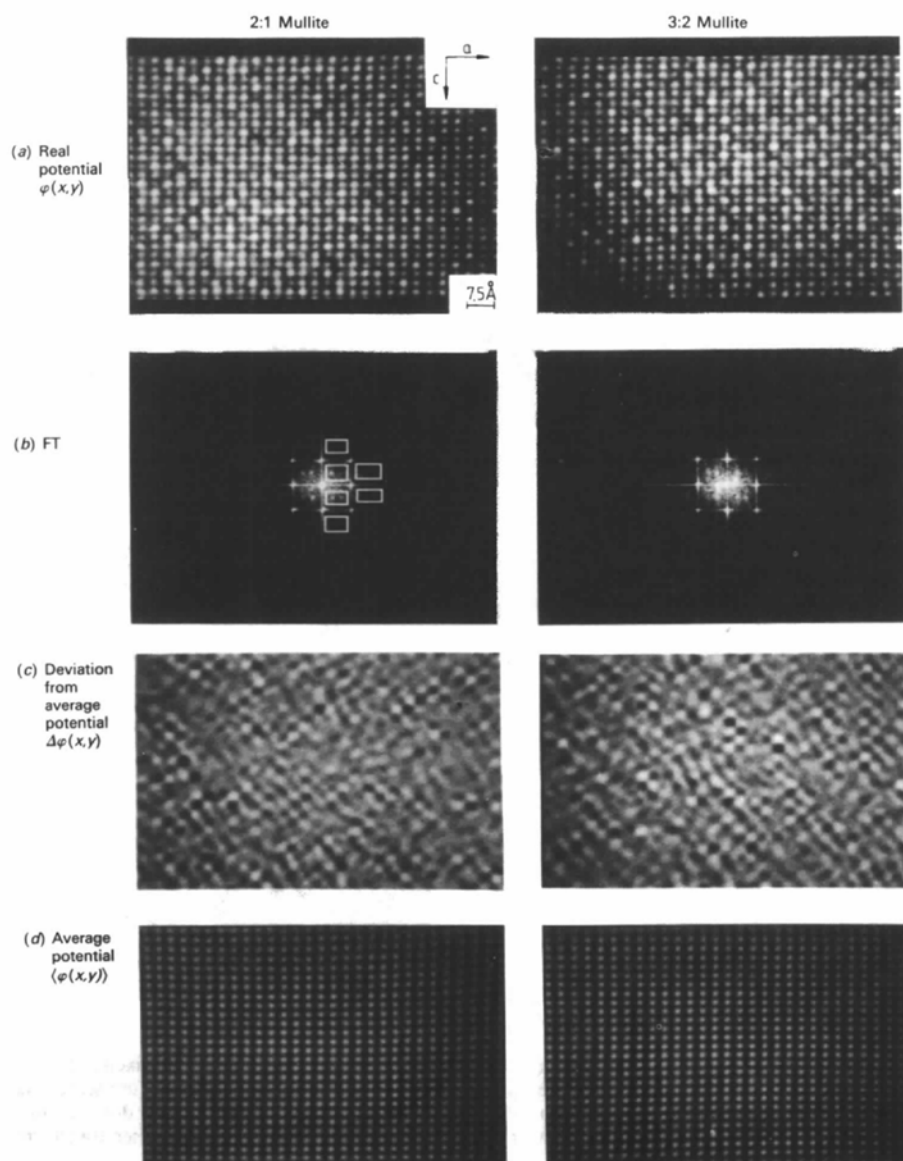 2:1 Mullite
3:2 Mullite
a
c
(a) Real
potential
φ(x,y)
7.5Å
(b) FT
(c) Deviation
from
average
potential
Δφ(x,y)
(d) Average
potential
⟨φ(x,y)⟩